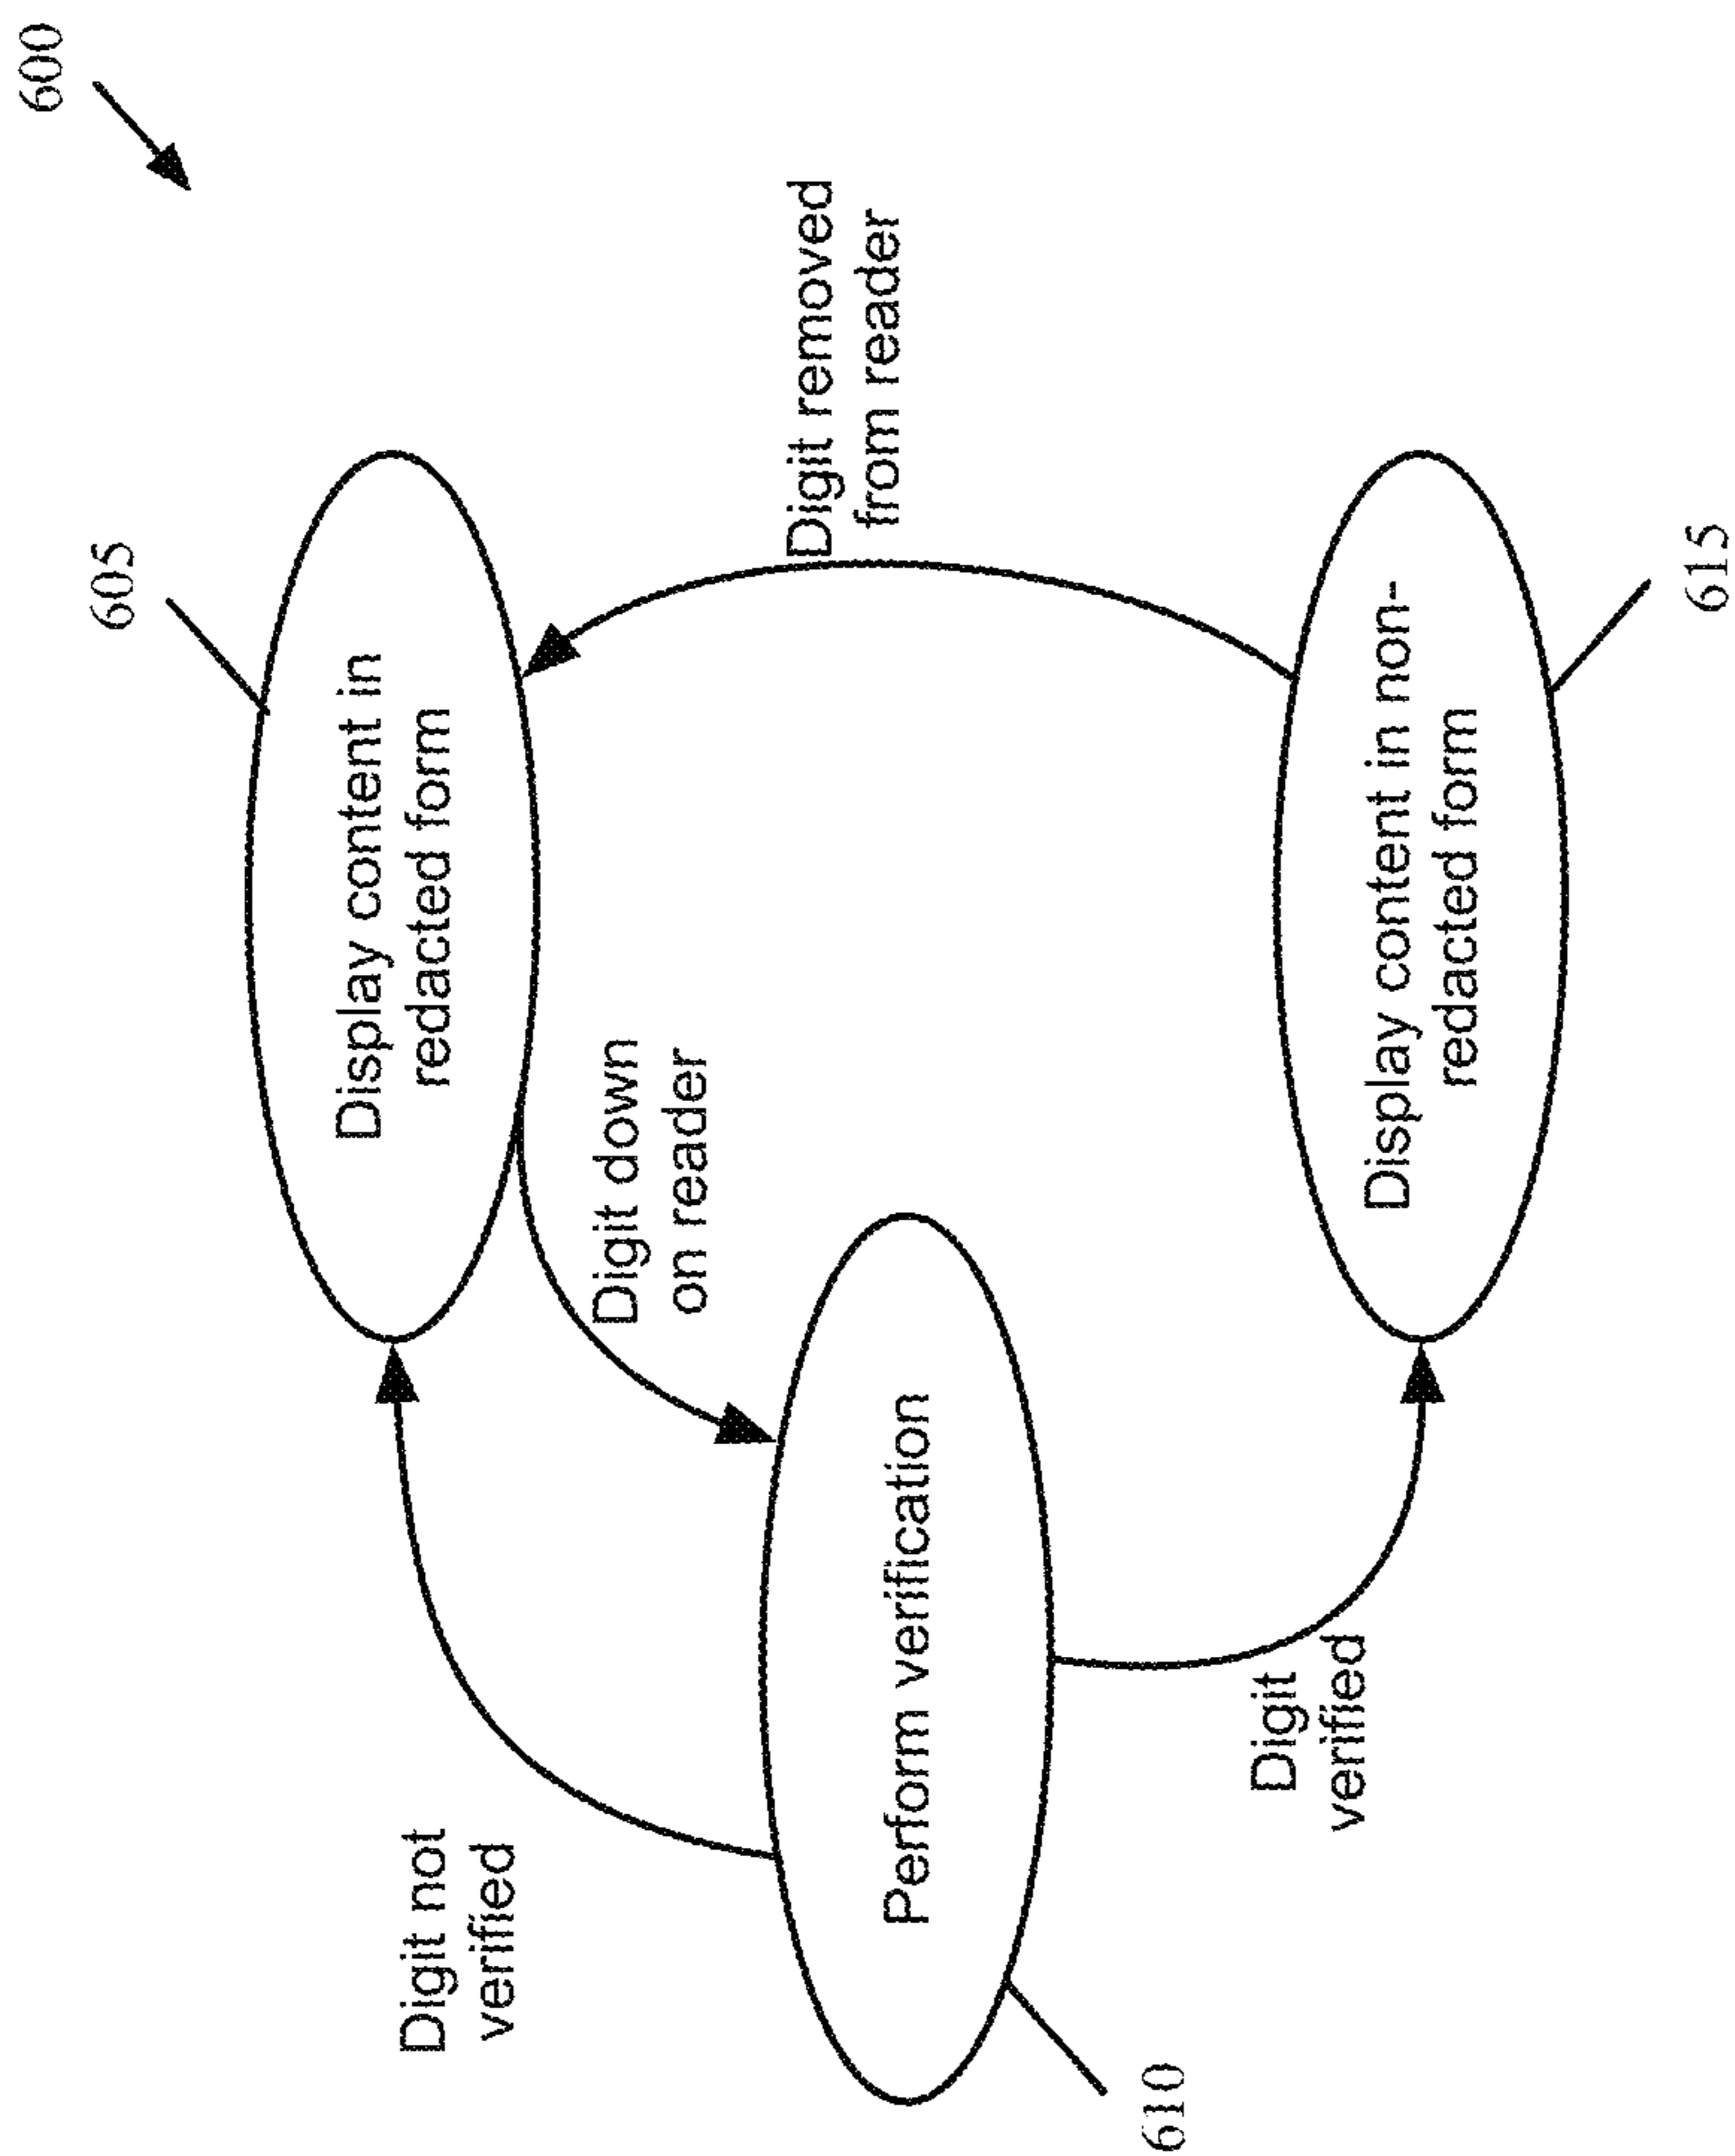 600
605
Display content in
redacted form
Digit not
verified
Digit down
on reader
Digit removed
from reader
Perform verification
610
Digit
verified
Display content in non-
redacted form
615